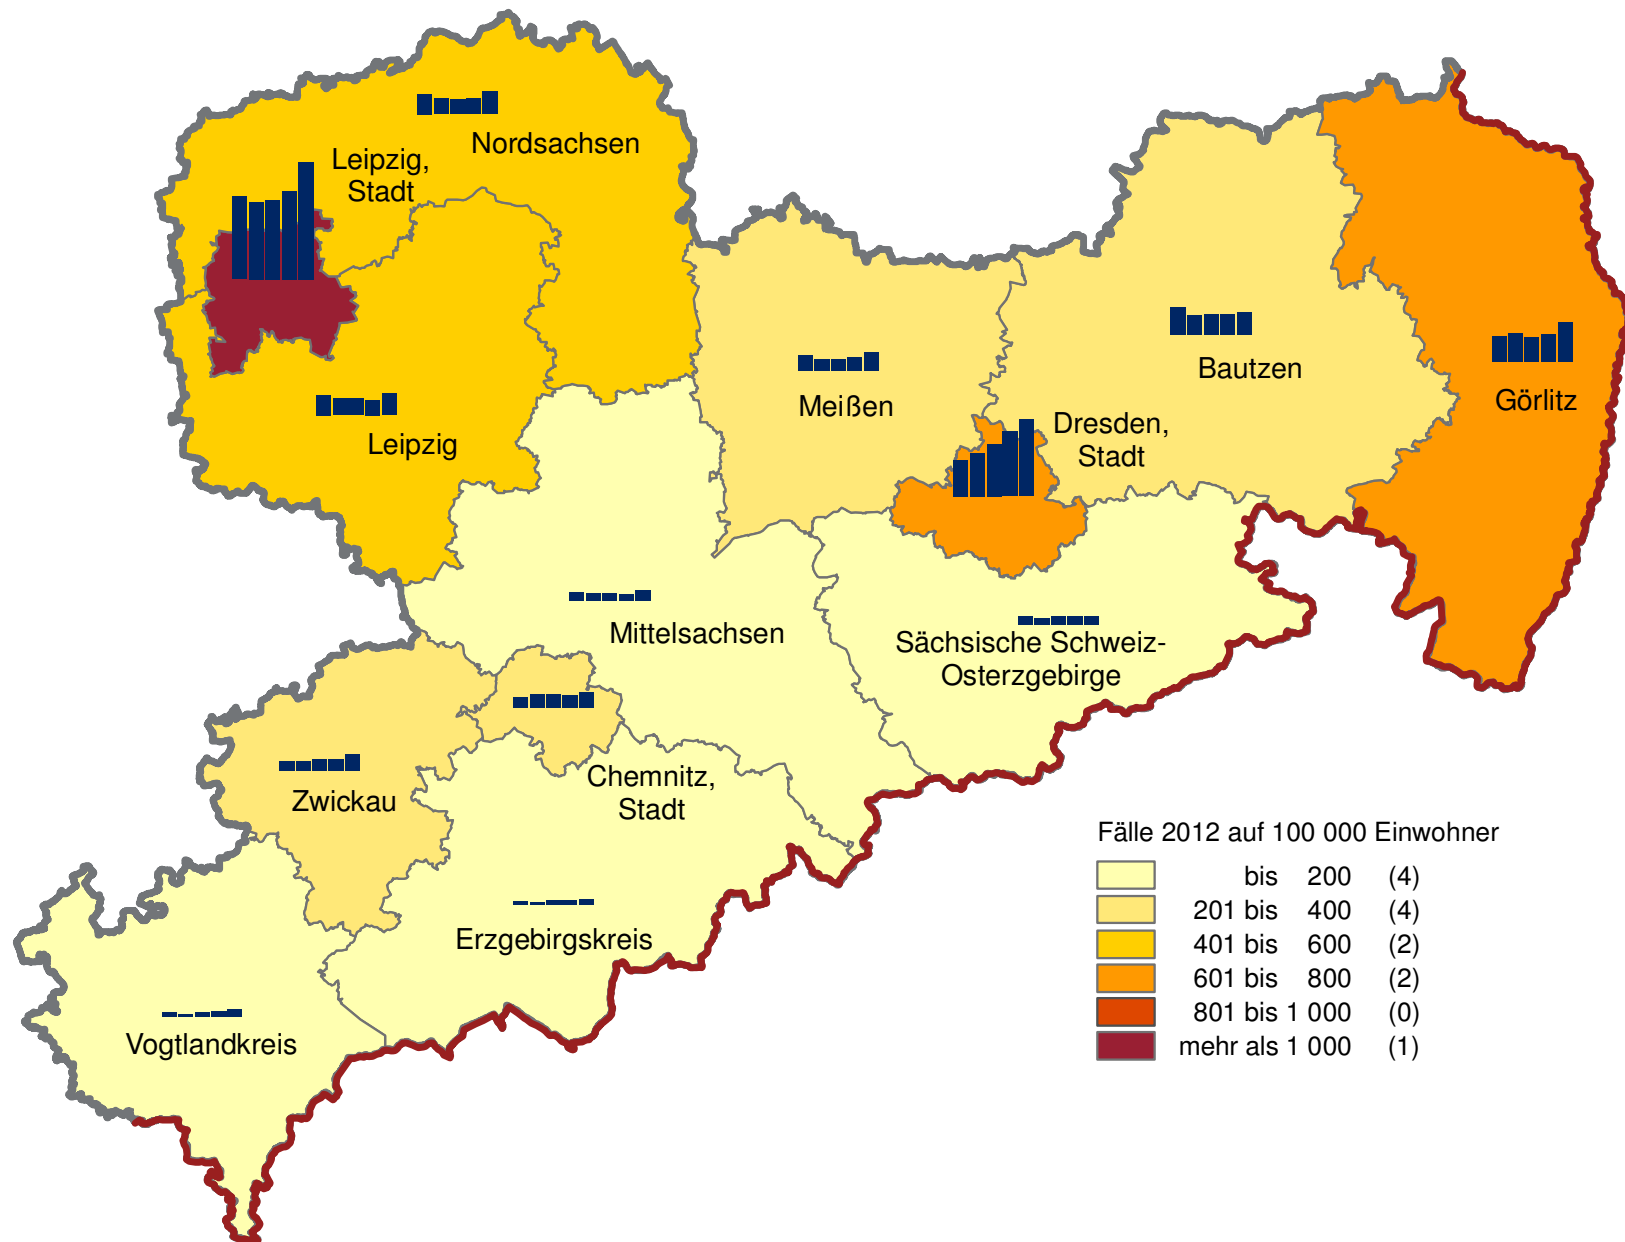 Nordsachsen
Leipzig,
Stadt
Leipzig
Meißen
Bautzen
Görlitz
Dresden,
Stadt
Mittelsachsen
Sächsische Schweiz-
Osterzgebirge
Chemnitz,
Stadt
Zwickau
Erzgebirgskreis
Vogtlandkreis
Fälle 2012 auf 100 000 Einwohner
bis 200 (4)
201 bis 400 (4)
401 bis 600 (2)
601 bis 800 (2)
801 bis 1 000 (0)
mehr als 1 000 (1)